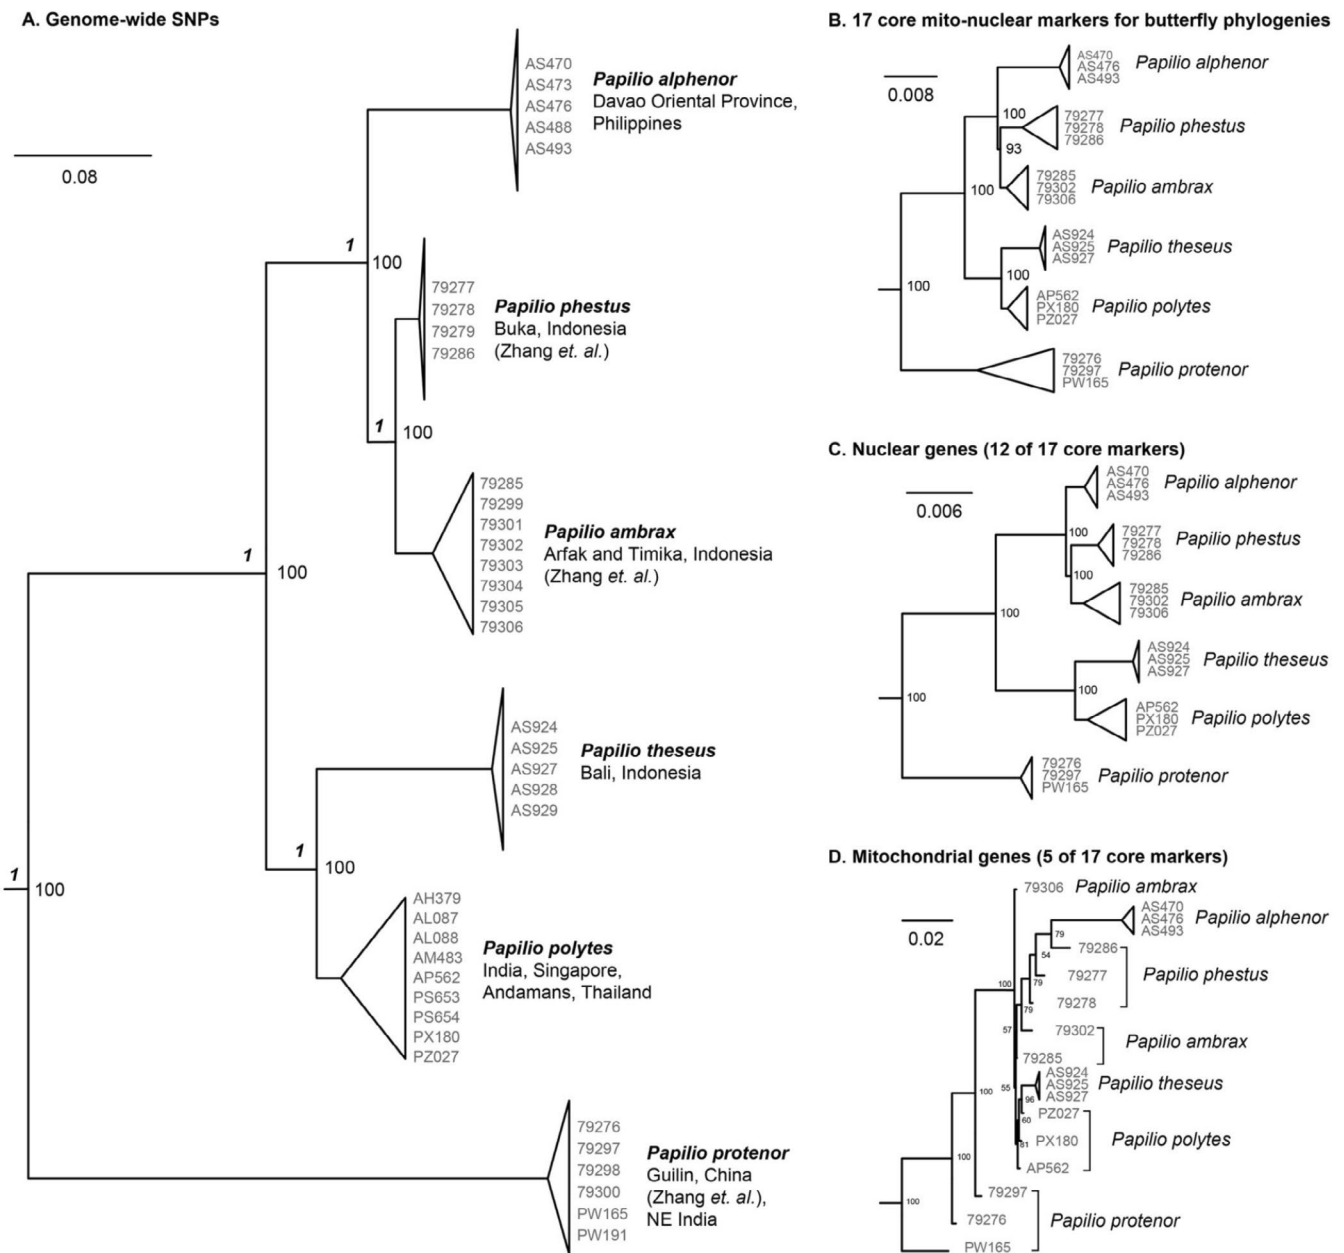 A. Genome-wide SNPs
0.08
AS470
AS473
AS476
AS488
AS493
Papilio alphenor
Davao Oriental Province,
Philippines
1
100
79277
79278
79279
79286
Papilio phestus
Buka, Indonesia
(Zhang et. al.)
1
100
79285
79299
79301
79302
79303
79304
79305
79306
Papilio ambrax
Arfak and Timika, Indonesia
(Zhang et. al.)
1
100
AS924
AS925
AS927
AS928
AS929
Papilio theseus
Bali, Indonesia
1
100
1
100
AH379
AL087
AL088
AM483
AP562
PS653
PS654
PX180
PZ027
Papilio polytes
India, Singapore,
Andamans, Thailand
79276
79297
79298
79300
PW165
PW191
Papilio protenor
Guilin, China
(Zhang et. al.),
NE India
B. 17 core mito-nuclear markers for butterfly phylogenies
0.008
AS470
AS476
AS493
Papilio alphenor
100
79277
79278
79286
Papilio phestus
93
79285
79302
79306
Papilio ambrax
100
AS924
AS925
AS927
Papilio theseus
100
100
AP562
PX180
PZ027
Papilio polytes
79276
79297
PW165
Papilio protenor
C. Nuclear genes (12 of 17 core markers)
0.006
AS470
AS476
AS493
Papilio alphenor
100
79277
79278
79286
Papilio phestus
100
79285
79302
79306
Papilio ambrax
100
AS924
AS925
AS927
Papilio theseus
100
100
AP562
PX180
PZ027
Papilio polytes
79276
79297
PW165
Papilio protenor
D. Mitochondrial genes (5 of 17 core markers)
0.02
79306
Papilio ambrax
AS470
AS476
AS493
Papilio alphenor
79
79286
54
79277
Papilio phestus
79
100
79278
79
57
79302
Papilio ambrax
79285
AS924
AS925
AS927
Papilio theseus
55
100
96
PZ027
60
PX180
Papilio polytes
81
AP562
100
79297
100
79276
Papilio protenor
PW165